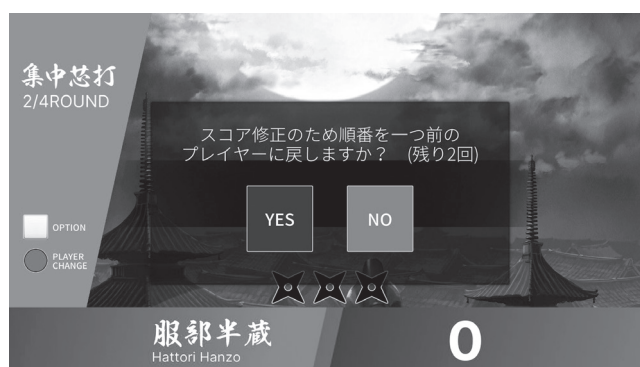 集中芯打
2/4ROUND
スコア修正のため順番を一つ前の
プレイヤーに戻しますか? (残り2回)
YES
NO
OPTION
PLAYER
CHANGE
服部半蔵
Hattori Hanzo
0